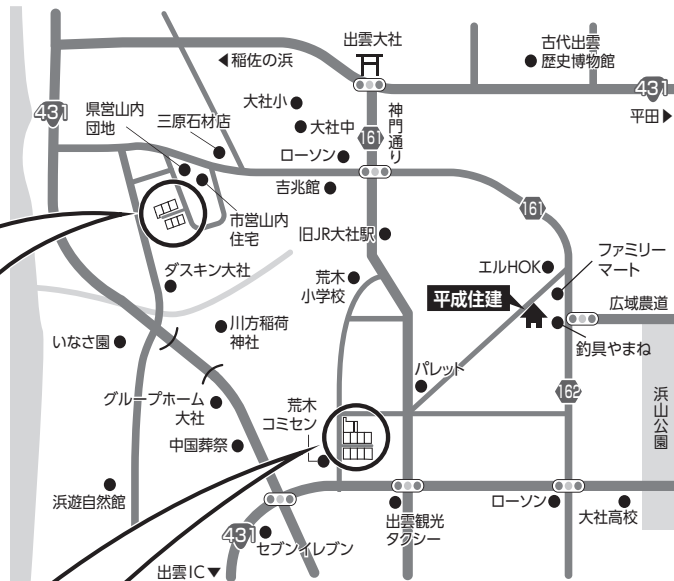 出雲大社
古代出雲
歴史博物館
◀稲佐の浜
431
平田▶
431
県営山内
団地
三原石材店
大社小
大社中
161
神門通り
ローソン
吉兆館
市営山内
住宅
旧JR大社駅
161
エルHOK
ファミリー
マート
ダスキン大社
荒木
小学校
平成住建
広域農道
釣具やまね
いなさ園
川方稲荷
神社
パレット
162
浜山公園
グループホーム
大社
荒木
コミセン
中国葬祭
浜遊自然館
出雲観光
タクシー
ローソン
大社高校
431
セブンイレブン
出雲IC▼